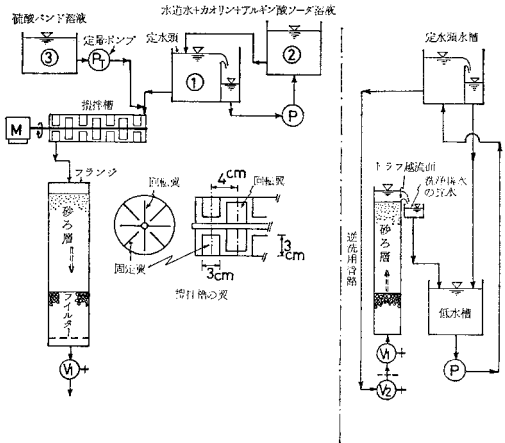 水道水+カオリン+アルギン酸ソーダ溶液
硫酸バンド溶液
定量ポンプ
定水頭
③
PT
①
②
P
撹拌槽
M
フランジ
砂ろ層
フイルター
V1
回転翼
固定翼
4cm
回転翼
3cm
3cm
撹拌槽の翼
定水頭水槽
トラフ越流面
洗浄排水
の採水
逆洗用管路
砂ろ層
低水槽
V1
V2
P